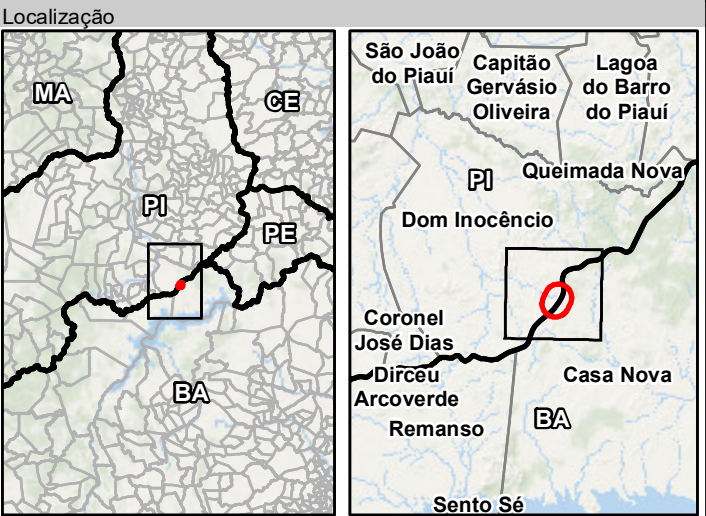 Localização
MA
CE
PI
PE
BA
São João
do Piauí
Capitão
Gervásio
Oliveira
Lagoa
do Barro
do Piauí
PI
Queimada Nova
Dom Inocêncio
Coronel
José Dias
Dirceu
Arcoverde
Casa Nova
Remanso
BA
Sento Sé